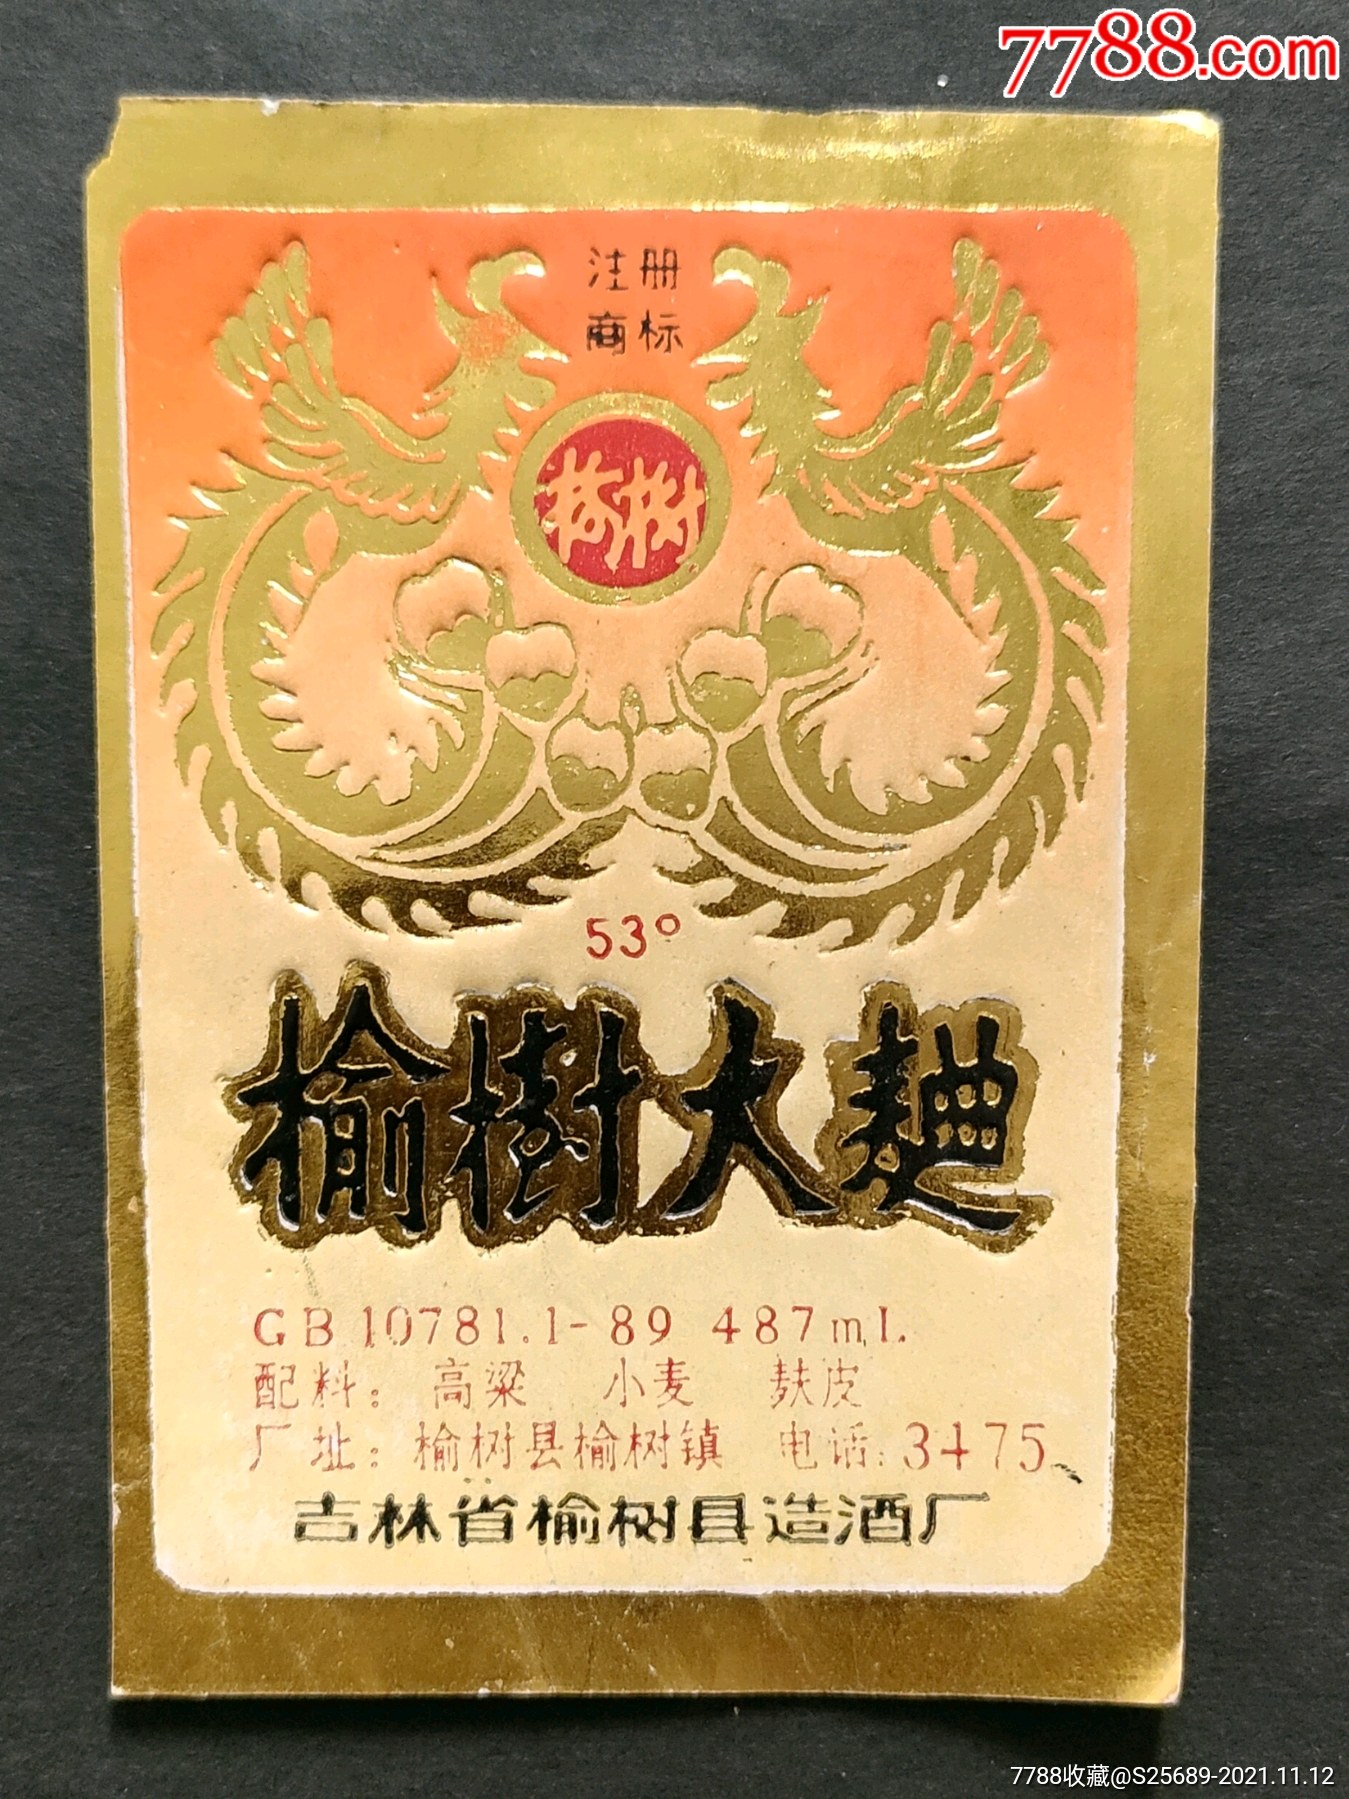 7788.com
注册
商标
榆树
53°
榆樹大麯
GB10781.1-89 487ml.
配料：高粱 小麦 麸皮
厂址：榆树县榆树镇 电话：3475
吉林省榆树县造酒厂
7788收藏@S25689-2021.11.12